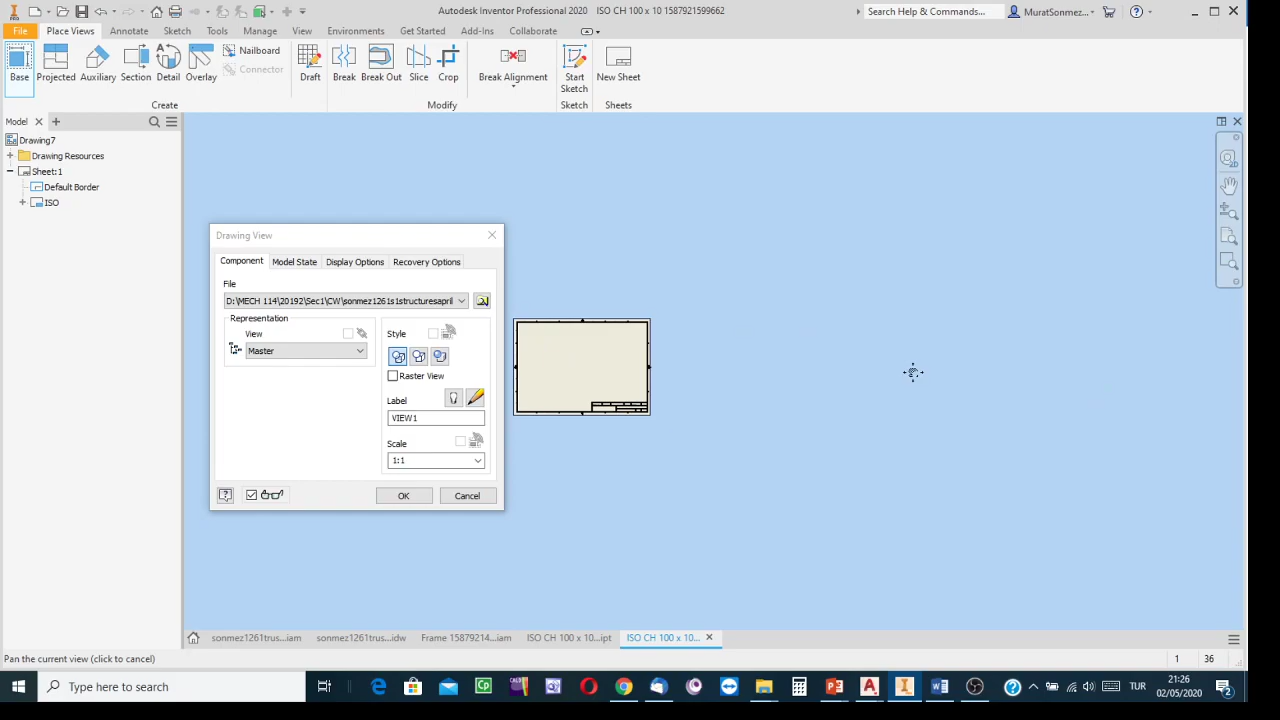 Autodesk Inventor Professional 2020 ISO CH 100 x 10 1587921599662
Search Help & Commands...
MuratSonmez...
File Place Views Annotate Sketch Tools Manage View Environments Get Started Add-Ins Collaborate
Base Projected Auxiliary Section Detail Overlay Nailboard Connector Draft Break Break Out Slice Crop Break Alignment Start Sketch New Sheet
Create Modify Sketch Sheets
Model
Drawing7
Drawing Resources
Sheet:1
Default Border
ISO
Drawing View
Component Model State Display Options Recovery Options
File
D:\MECH 114\20192\Sec1\CW\sonmez1261s1structuresapril
Representation
View
Master
Style
Raster View
Label
VIEW1
Scale
1:1
OK Cancel
sonmez1261trus...iam sonmez1261trus...idw Frame 15879214...iam ISO CH 100 x 10...ipt ISO CH 100 x 10...
Pan the current view (click to cancel) 1 36
Type here to search
TUR
21:26
02/05/2020
2